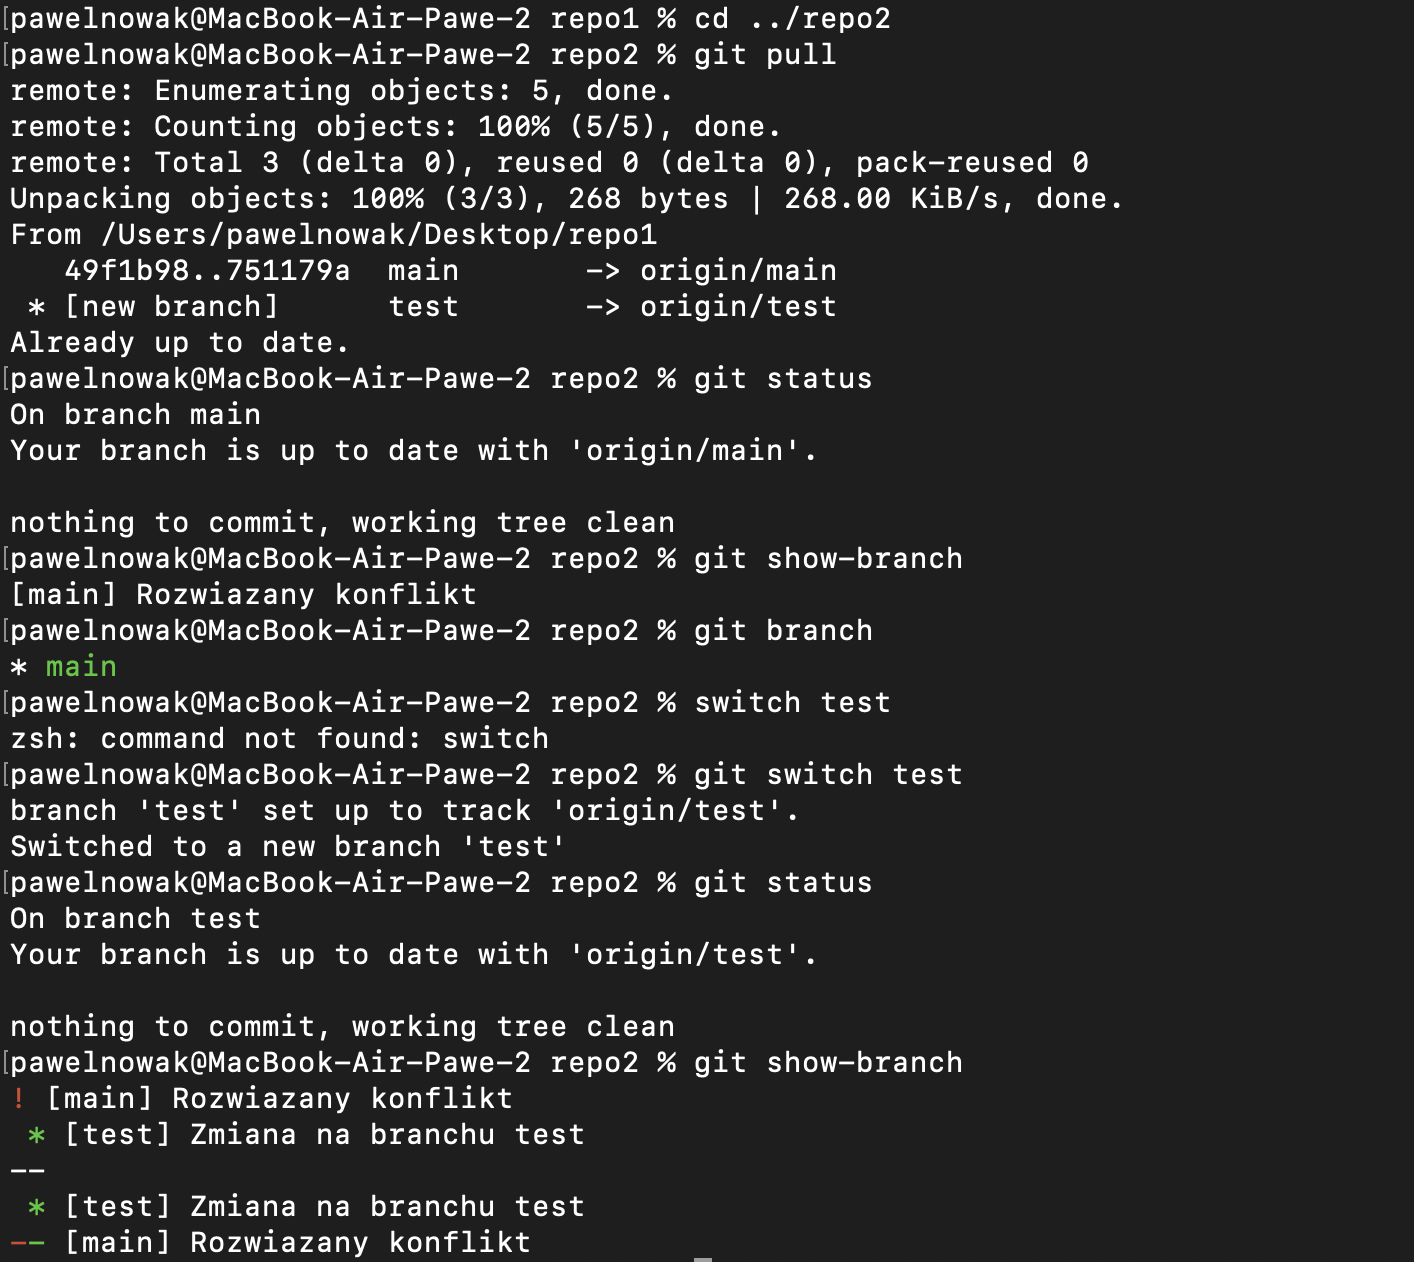 [pawelnowak@MacBook-Air-Pawe-2 repo1 % cd ../repo2
[pawelnowak@MacBook-Air-Pawe-2 repo2 % git pull
remote: Enumerating objects: 5, done.
remote: Counting objects: 100% (5/5), done.
remote: Total 3 (delta 0), reused 0 (delta 0), pack-reused 0
Unpacking objects: 100% (3/3), 268 bytes | 268.00 KiB/s, done.
From /Users/pawelnowak/Desktop/repo1
   49f1b98..751179a  main       -> origin/main
 * [new branch]      test       -> origin/test
Already up to date.
[pawelnowak@MacBook-Air-Pawe-2 repo2 % git status
On branch main
Your branch is up to date with 'origin/main'.

nothing to commit, working tree clean
[pawelnowak@MacBook-Air-Pawe-2 repo2 % git show-branch
[main] Rozwiazany konflikt
[pawelnowak@MacBook-Air-Pawe-2 repo2 % git branch
* main
[pawelnowak@MacBook-Air-Pawe-2 repo2 % switch test
zsh: command not found: switch
[pawelnowak@MacBook-Air-Pawe-2 repo2 % git switch test
branch 'test' set up to track 'origin/test'.
Switched to a new branch 'test'
[pawelnowak@MacBook-Air-Pawe-2 repo2 % git status
On branch test
Your branch is up to date with 'origin/test'.

nothing to commit, working tree clean
[pawelnowak@MacBook-Air-Pawe-2 repo2 % git show-branch
! [main] Rozwiazany konflikt
 * [test] Zmiana na branchu test
--
 * [test] Zmiana na branchu test
-- [main] Rozwiazany konflikt